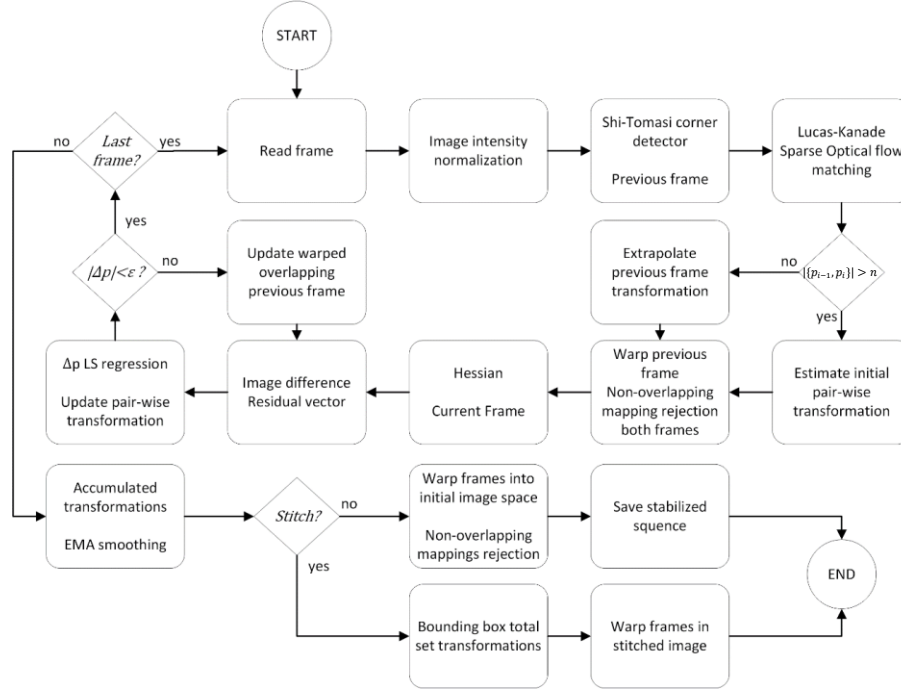 START
no
Last
frame?
yes
Read frame
Image intensity
normalization
Shi-Tomasi corner
detector
Previous frame
Lucas-Kanade
Sparse Optical flow
matching
yes
|Δp|<ε ?
no
Update warped
overlapping
previous frame
Extrapolate
previous frame
transformation
no
|{pᵢ₋₁, pᵢ}| > n
yes
Δp LS regression
Update pair-wise
transformation
Image difference
Residual vector
Hessian
Current Frame
Warp previous
frame
Non-overlapping
mapping rejection
both frames
Estimate initial
pair-wise
transformation
Accumulated
transformations
EMA smoothing
Stitch?
no
yes
Warp frames into
initial image space
Non-overlapping
mappings rejection
Save stabilized
squence
END
Bounding box total
set transformations
Warp frames in
stitched image